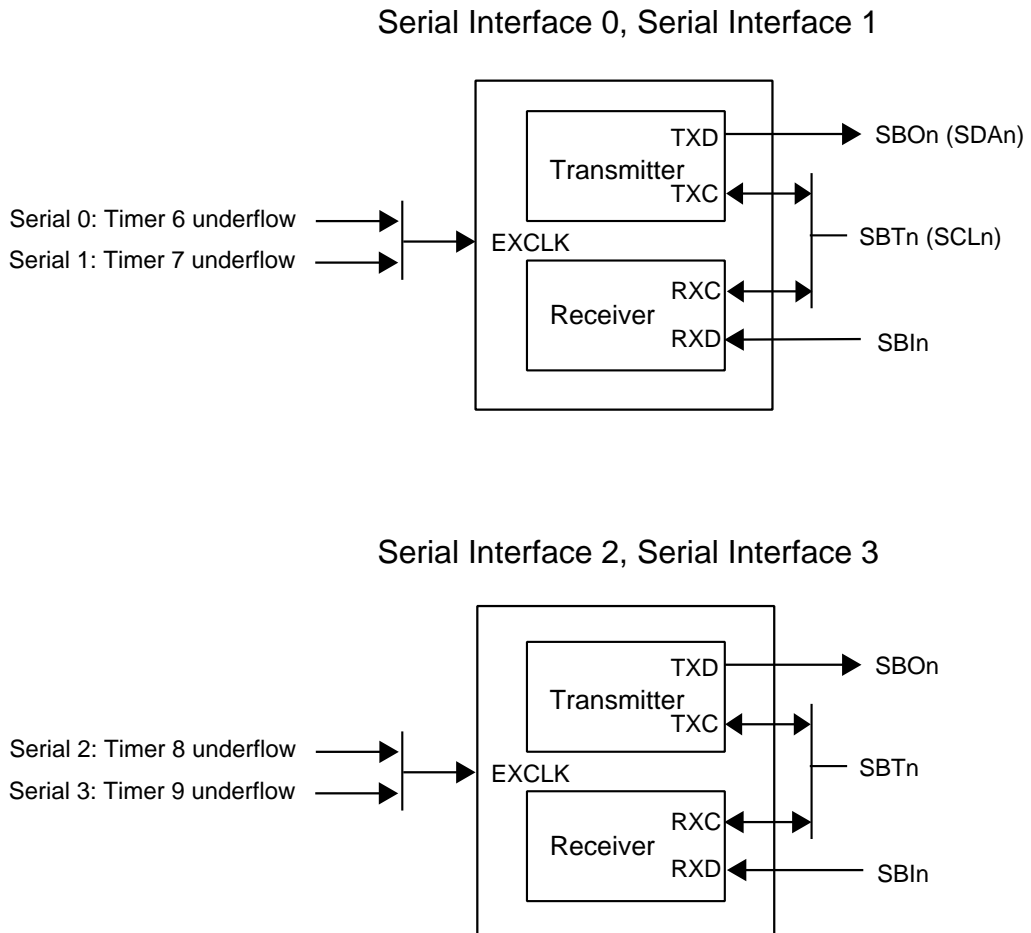 Serial Interface 0, Serial Interface 1
TXD
SBOn (SDAn)
Transmitter
TXC
Serial 0: Timer 6 underflow
SBTn (SCLn)
EXCLK
Serial 1: Timer 7 underflow
RXC
Receiver
RXD
SBIn
Serial Interface 2, Serial Interface 3
TXD
SBOn
Transmitter
TXC
Serial 2: Timer 8 underflow
SBTn
EXCLK
Serial 3: Timer 9 underflow
RXC
Receiver
RXD
SBIn